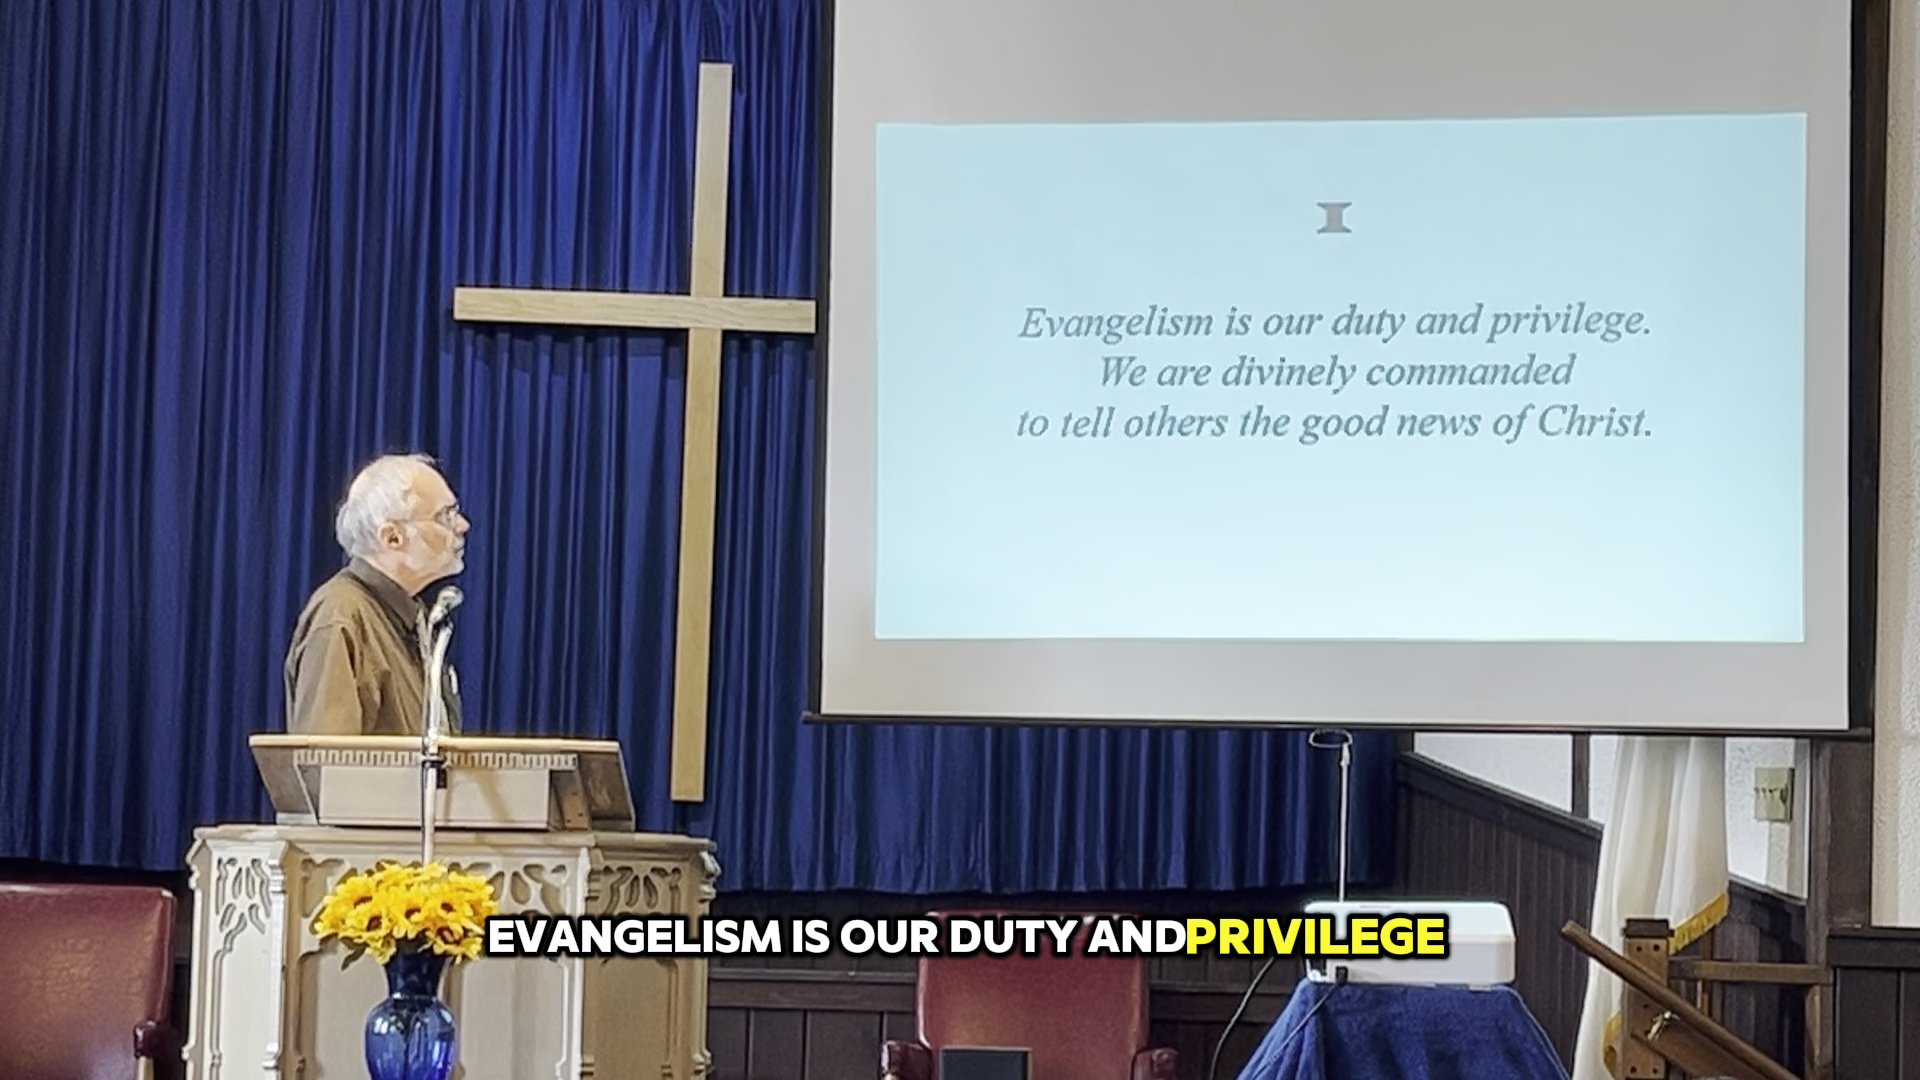 I
Evangelism is our duty and privilege.
We are divinely commanded
to tell others the good news of Christ.
EVANGELISM IS OUR DUTY AND PRIVILEGE